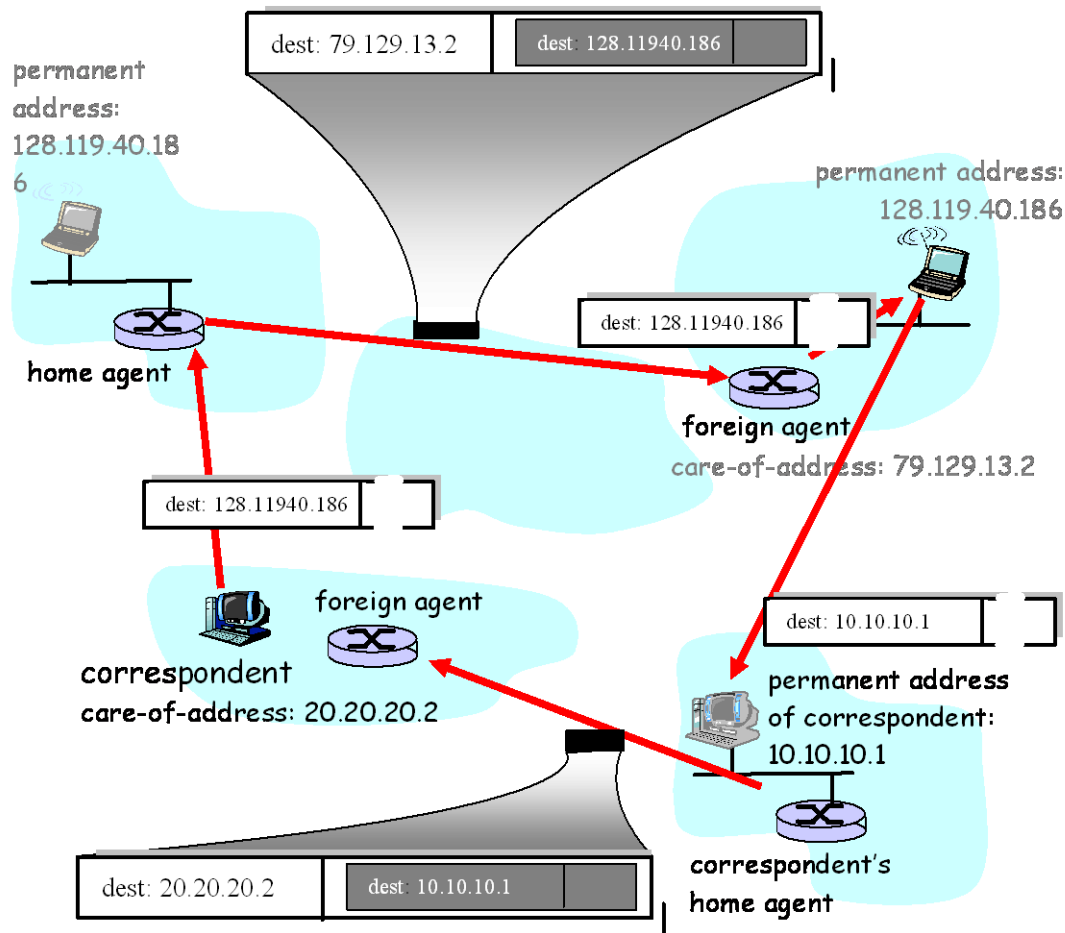 dest: 79.129.13.2
dest: 128.11940.186
permanent
address:
128.119.40.18
6
permanent address:
128.119.40.186
dest: 128.11940.186
home agent
foreign agent
care-of-address: 79.129.13.2
dest: 128.11940.186
foreign agent
correspondent
care-of-address: 20.20.20.2
dest: 10.10.10.1
permanent address
of correspondent:
10.10.10.1
correspondent's
home agent
dest: 20.20.20.2
dest: 10.10.10.1